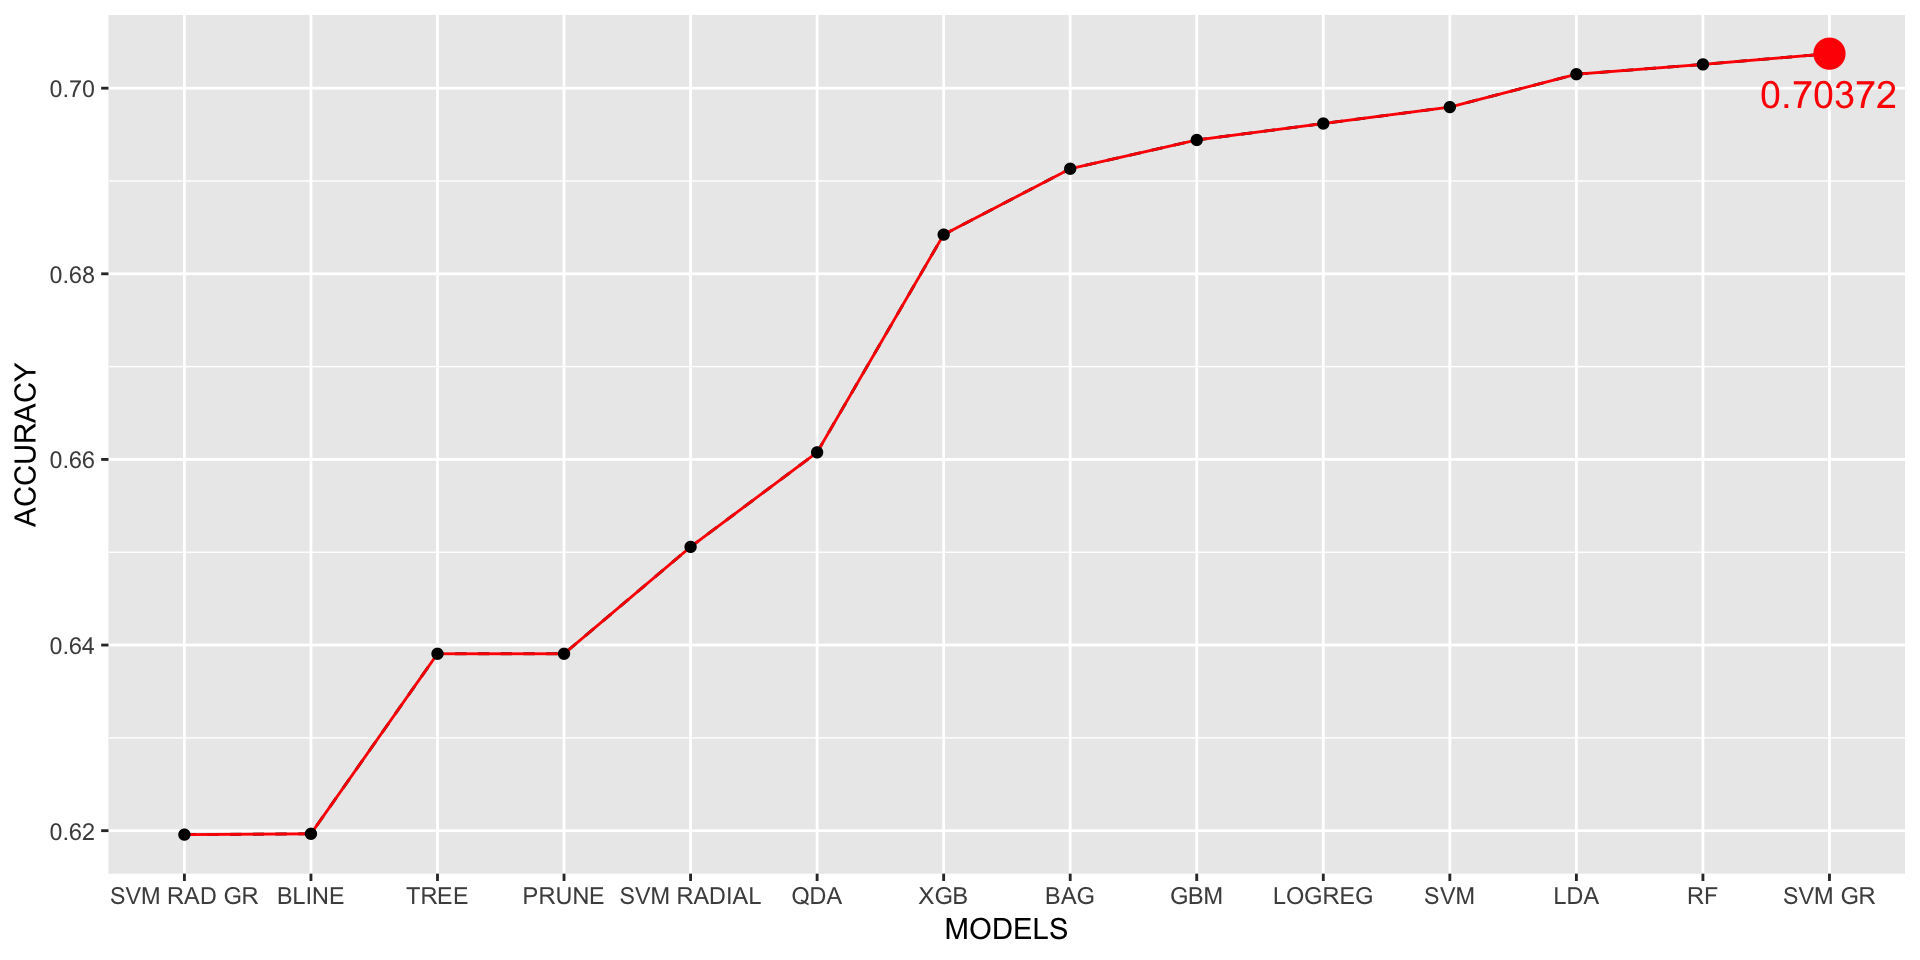 0.70
0.68
0.66
0.64
0.62
ACCURACY
0.70372
SVM RAD GR BLINE TREE PRUNE SVM RADIAL QDA XGB BAG GBM LOGREG SVM LDA RF SVM GR
MODELS